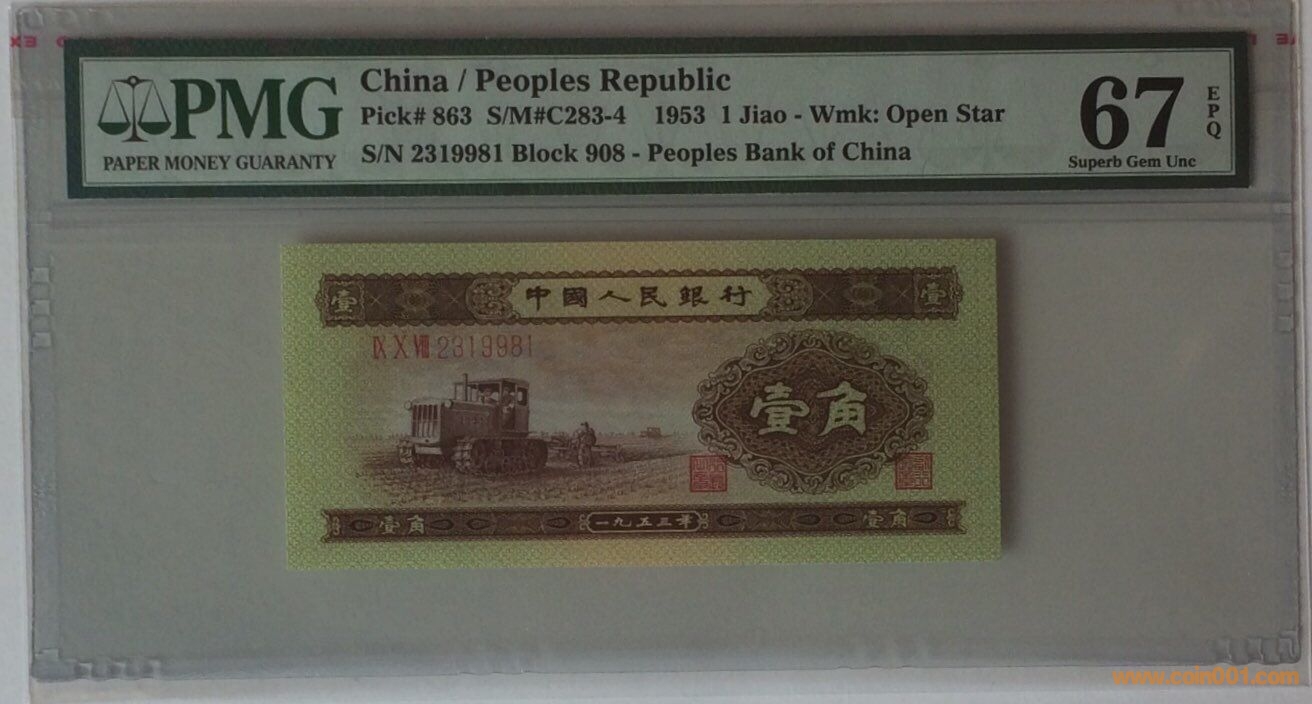 PMG
PAPER MONEY GUARANTY
China / Peoples Republic
Pick# 863 S/M#C283-4 1953 1 Jiao - Wmk: Open Star
S/N 2319981 Block 908 - Peoples Bank of China
67
Superb Gem Unc
EPQ
壹 中國人民銀行 壹
Ⅸ Ⅹ Ⅷ 2319981
壹角
壹角 一九五三年 壹角
www.coin001.com